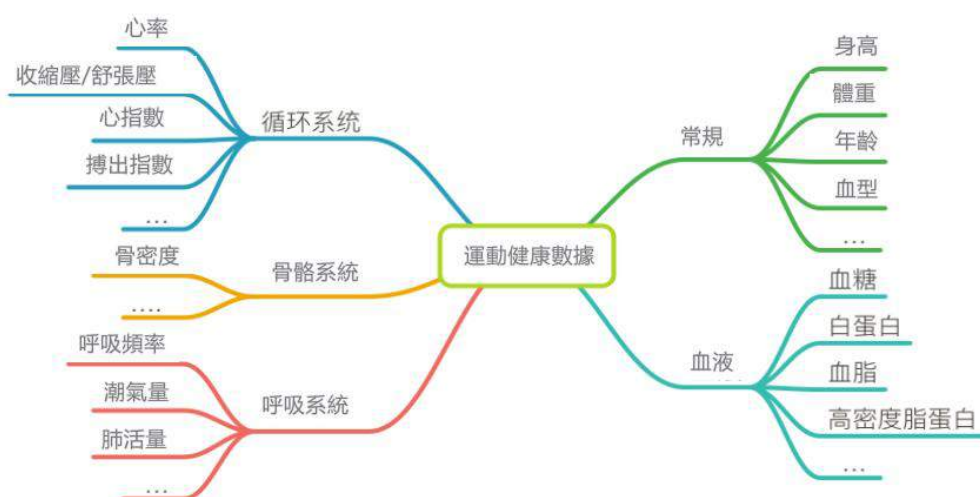 運動健康數據
循环系统
心率
收縮壓/舒張壓
心指數
搏出指數
...
骨骼系統
骨密度
....
呼吸系統
呼吸頻率
潮氣量
肺活量
...
常規
身高
體重
年齡
血型
...
血液
血糖
白蛋白
血脂
高密度脂蛋白
...